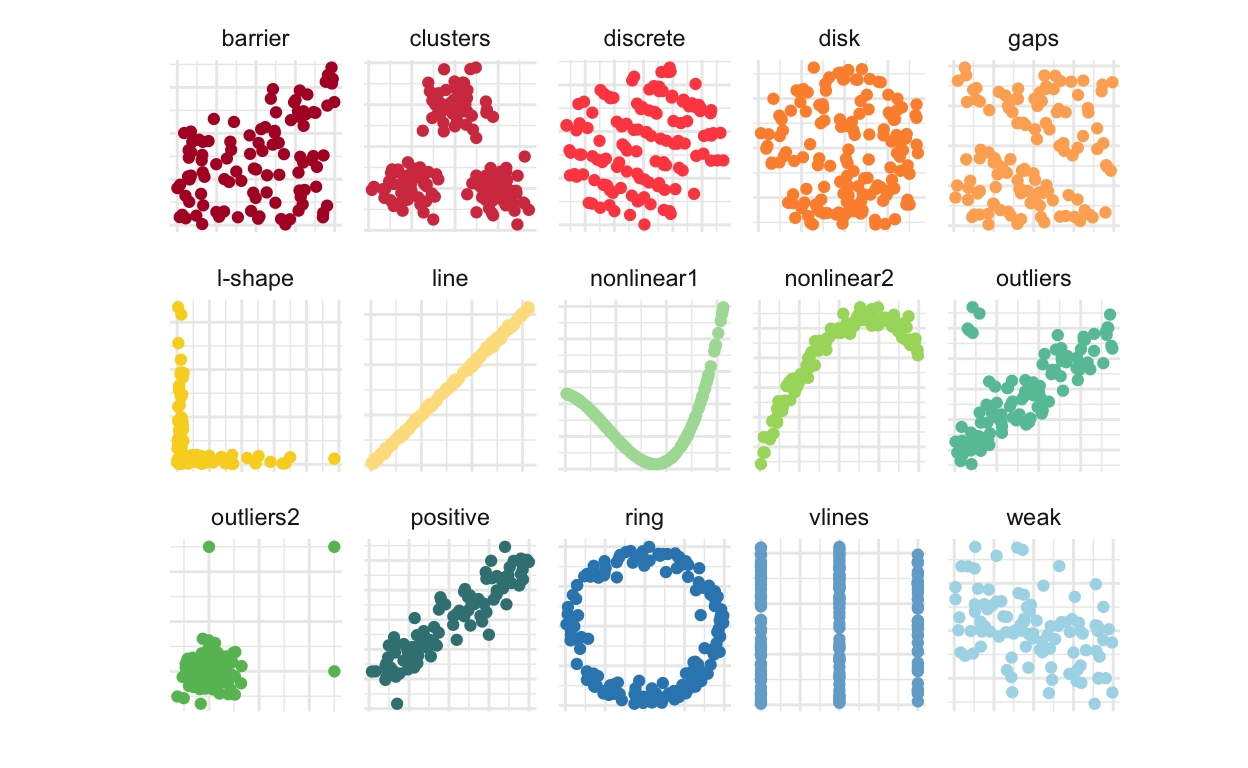 barrier clusters discrete disk gaps
l-shape line nonlinear1 nonlinear2 outliers
outliers2 positive ring vlines weak